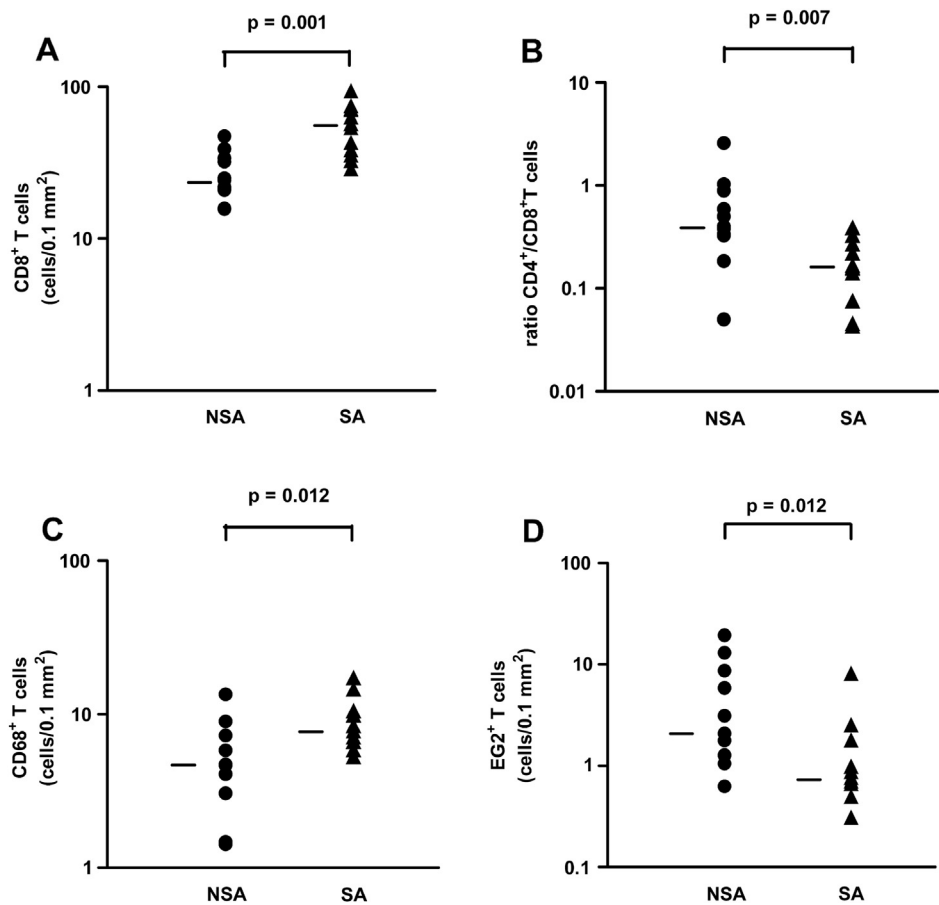 A
p = 0.001
100
10
1
CD8⁺ T cells
(cells/0.1 mm²)
NSA
SA
B
p = 0.007
10
1
0.1
0.01
ratio CD4⁺/CD8⁺T cells
NSA
SA
C
p = 0.012
100
10
1
CD68⁺ T cells
(cells/0.1 mm²)
NSA
SA
D
p = 0.012
100
10
1
0.1
EG2⁺ T cells
(cells/0.1 mm²)
NSA
SA